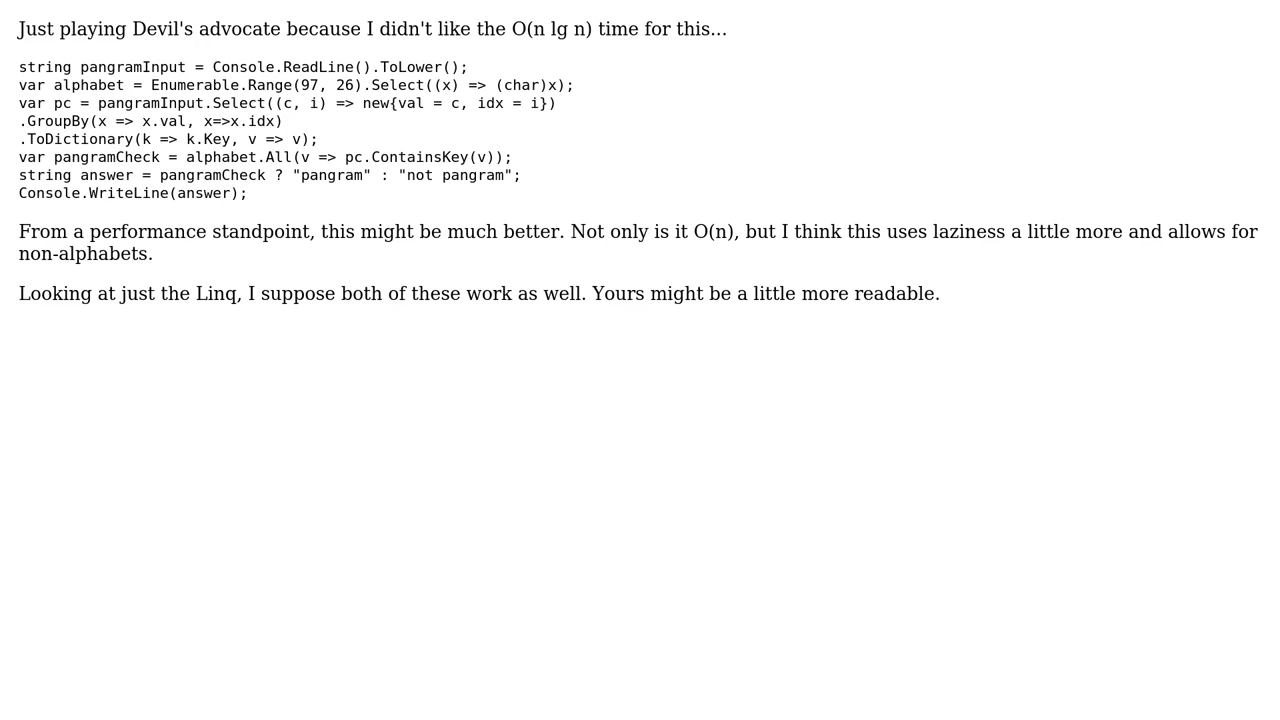 Just playing Devil's advocate because I didn't like the O(n lg n) time for this...
string pangramInput = Console.ReadLine().ToLower();
var alphabet = Enumerable.Range(97, 26).Select((x) => (char)x);
var pc = pangramInput.Select((c, i) => new{val = c, idx = i})
.GroupBy(x => x.val, x=>x.idx)
.ToDictionary(k => k.Key, v => v);
var pangramCheck = alphabet.All(v => pc.ContainsKey(v));
string answer = pangramCheck ? "pangram" : "not pangram";
Console.WriteLine(answer);
From a performance standpoint, this might be much better. Not only is it O(n), but I think this uses laziness a little more and allows for
non-alphabets.
Looking at just the Linq, I suppose both of these work as well. Yours might be a little more readable.